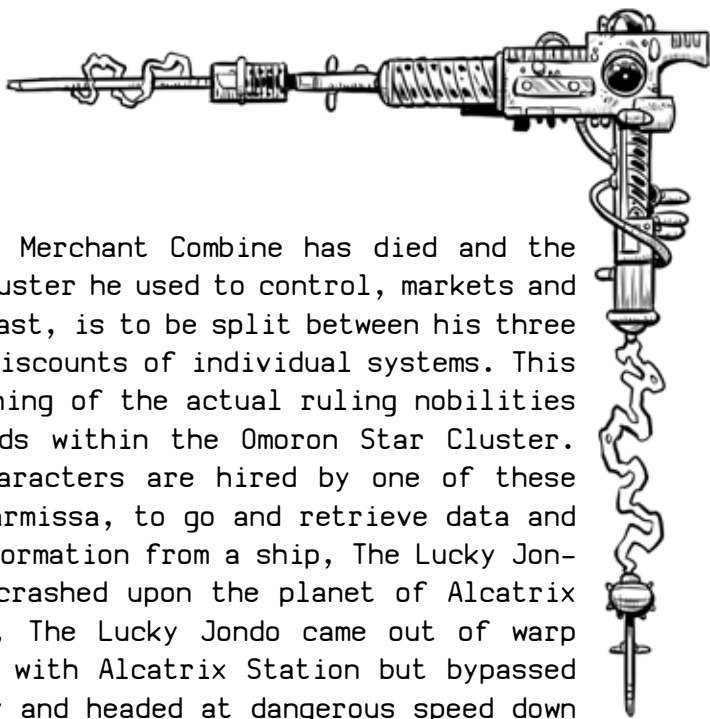 Merchant Combine has died and the
uster he used to control, markets and
ast, is to be split between his three
iscounts of individual systems. This
ning of the actual ruling nobilities
ds within the Omoron Star Cluster.
aracters are hired by one of these
armissa, to go and retrieve data and
formation from a ship, The Lucky Jon-
crashed upon the planet of Alcatrix
, The Lucky Jondo came out of warp
with Alcatrix Station but bypassed
and headed at dangerous speed down